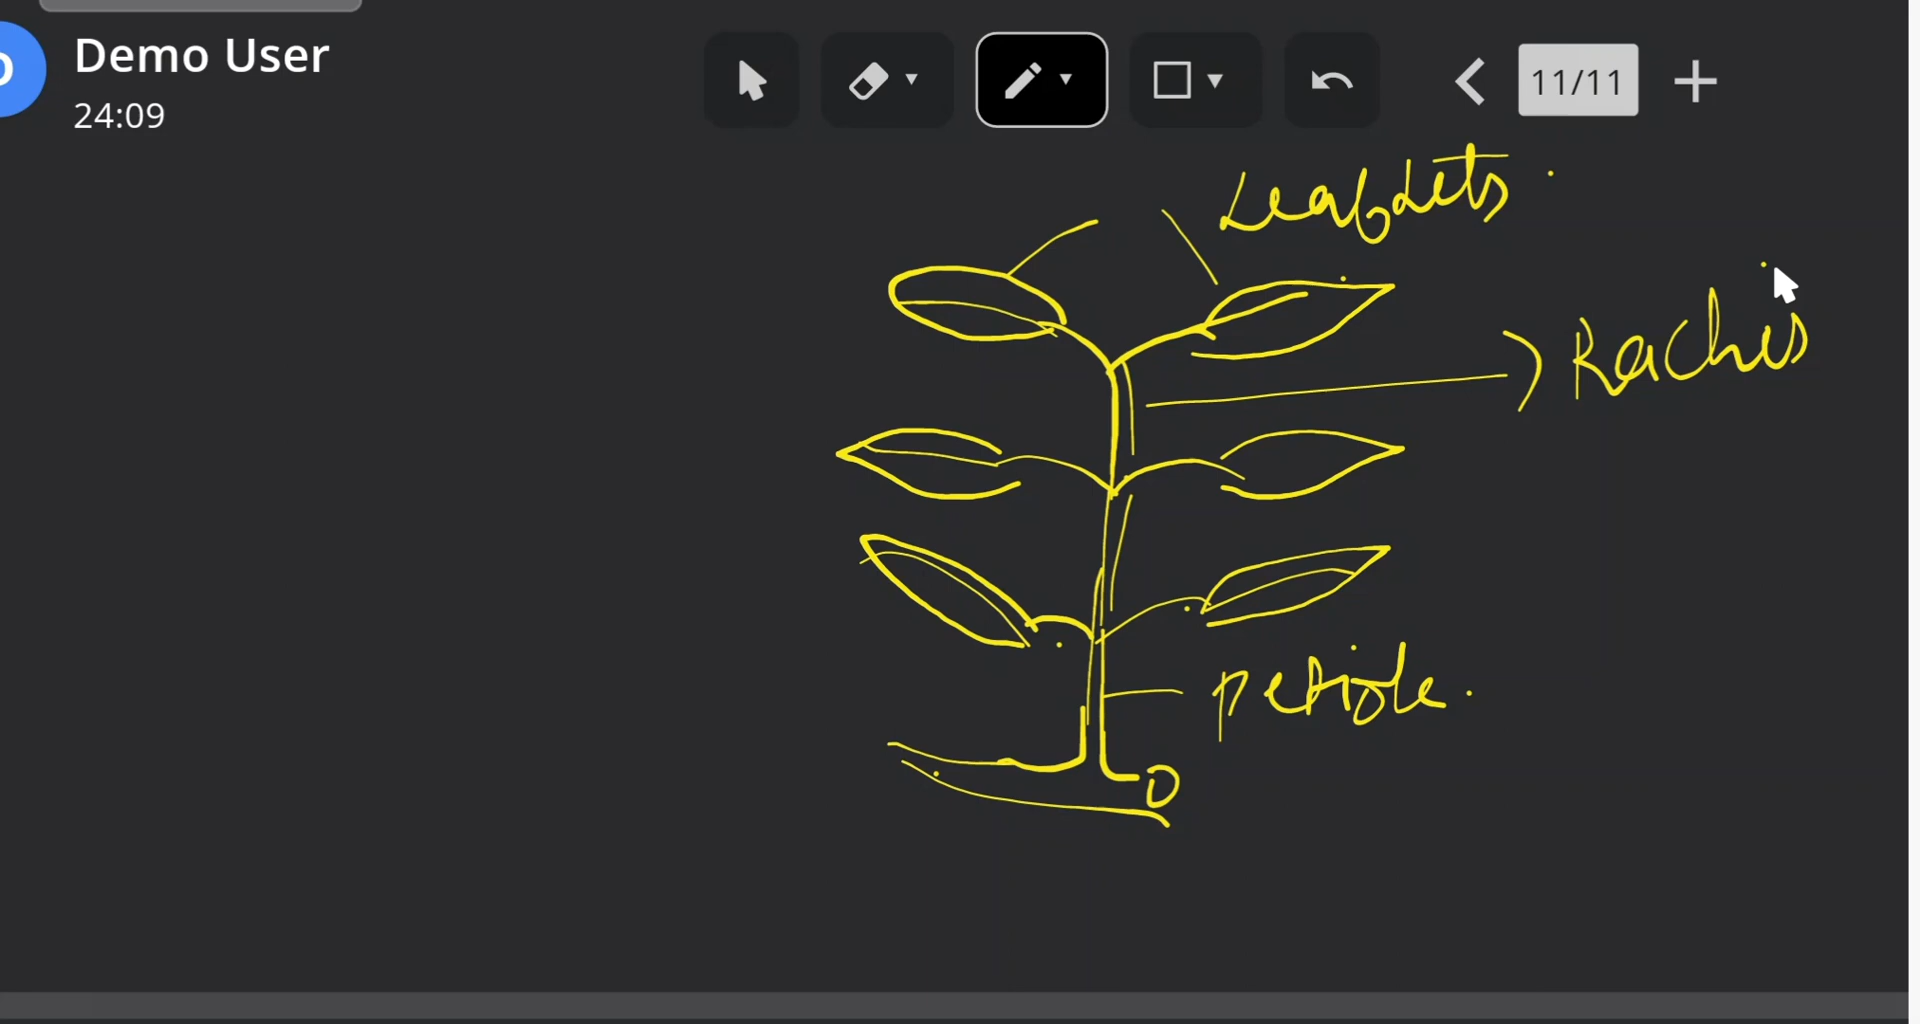 Demo User
24:09
11/11
Leaflets
Rachis
petiole.